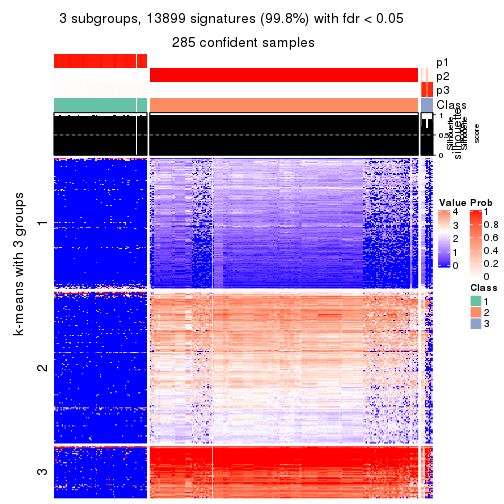 3 subgroups, 13899 signatures (99.8%) with fdr < 0.05
285 confident samples
p1
p2
p3
Class
1
0.5
0
silhouette
score
k-means with 3 groups
1
2
3
Value
4
3
2
1
0
Prob
1
0.8
0.6
0.4
0.2
0
Class
1
2
3